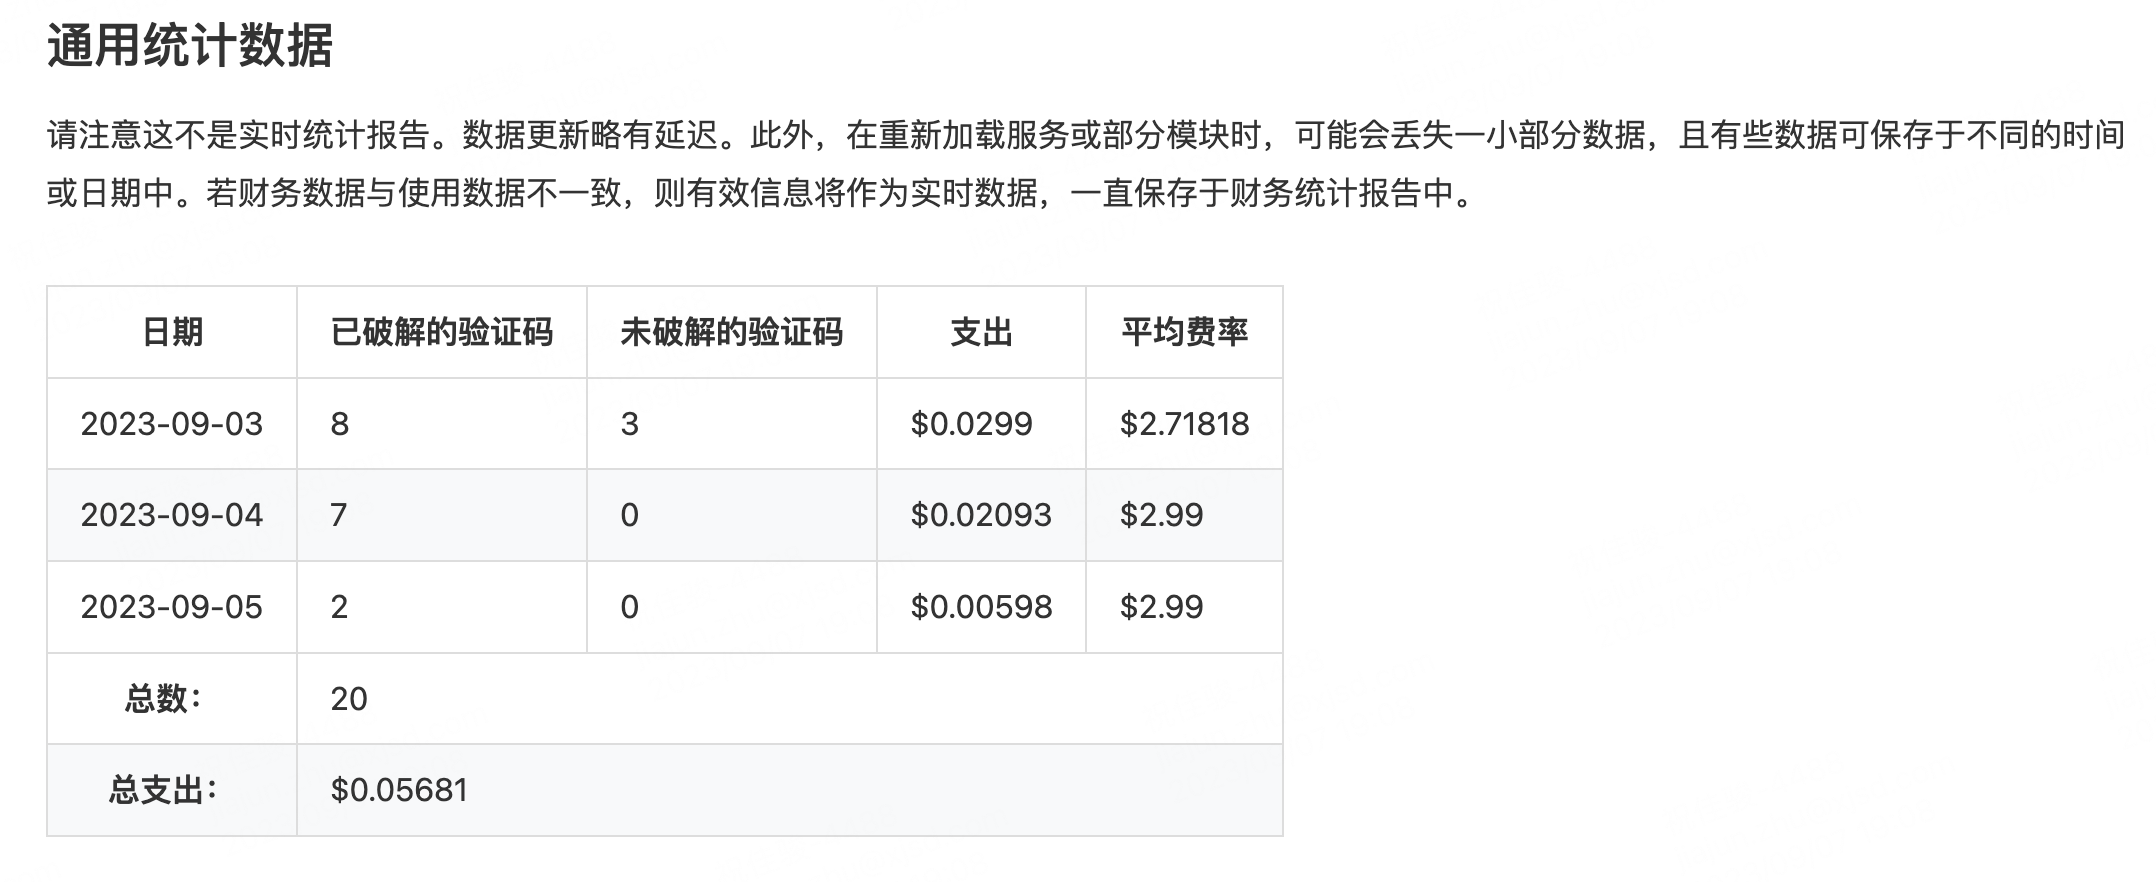 通用统计数据
请注意这不是实时统计报告。数据更新略有延迟。此外，在重新加载服务或部分模块时，可能会丢失一小部分数据，且有些数据可保存于不同的时间
或日期中。若财务数据与使用数据不一致，则有效信息将作为实时数据，一直保存于财务统计报告中。
日期 已破解的验证码 未破解的验证码 支出 平均费率
2023-09-03 8 3 $0.0299 $2.71818
2023-09-04 7 0 $0.02093 $2.99
2023-09-05 2 0 $0.00598 $2.99
总数： 20
总支出： $0.05681